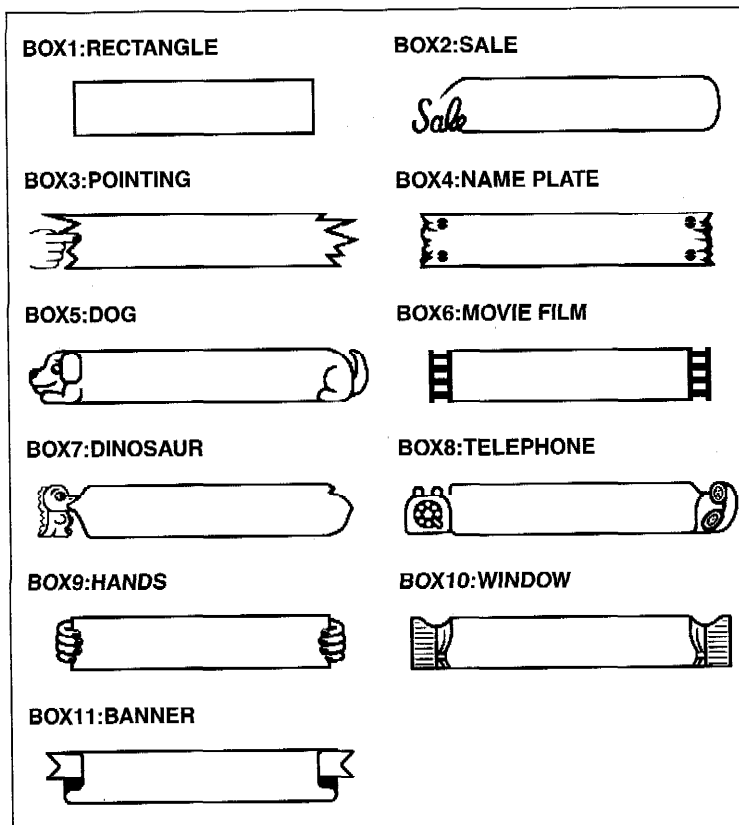 BOX1:RECTANGLE
BOX2:SALE
Sale
BOX3:POINTING
BOX4:NAME PLATE
BOX5:DOG
BOX6:MOVIE FILM
BOX7:DINOSAUR
BOX8:TELEPHONE
BOX9:HANDS
BOX10:WINDOW
BOX11:BANNER